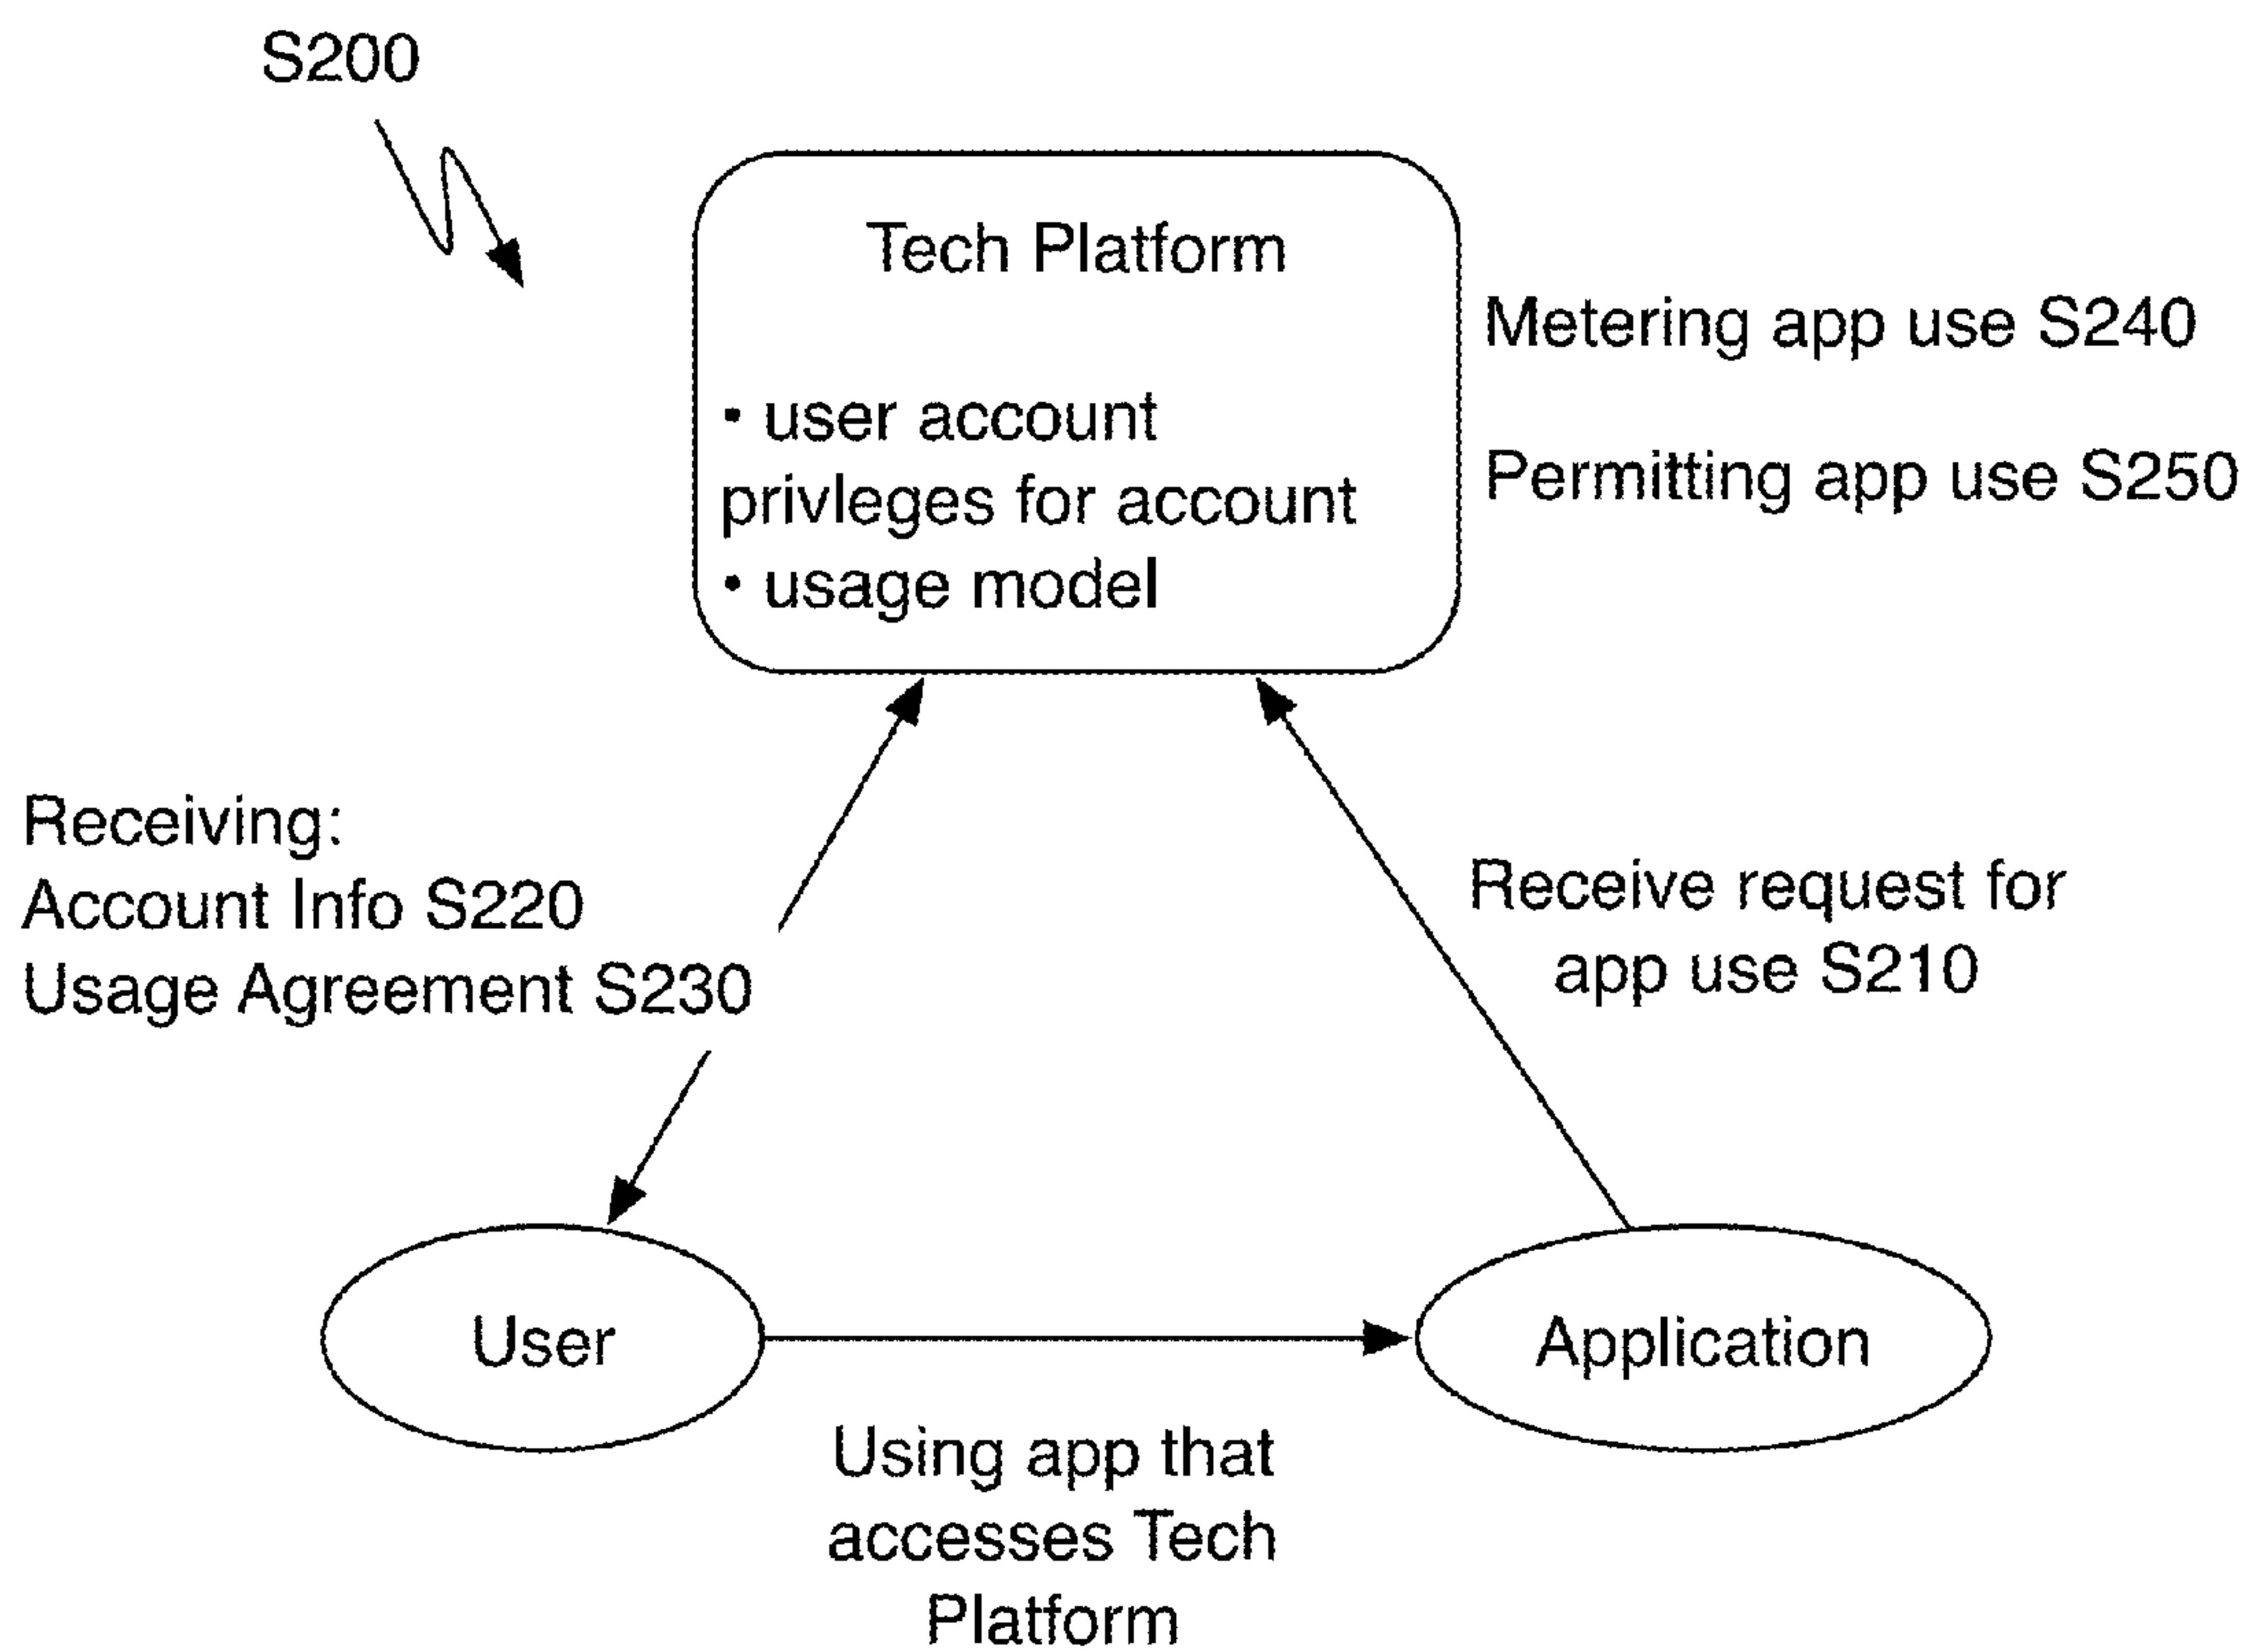 S200
Tech Platform
• user account
privleges for account
• usage model
Metering app use S240
Permitting app use S250
Receiving:
Account Info S220
Usage Agreement S230
Receive request for
app use S210
User
Application
Using app that
accesses Tech
Platform